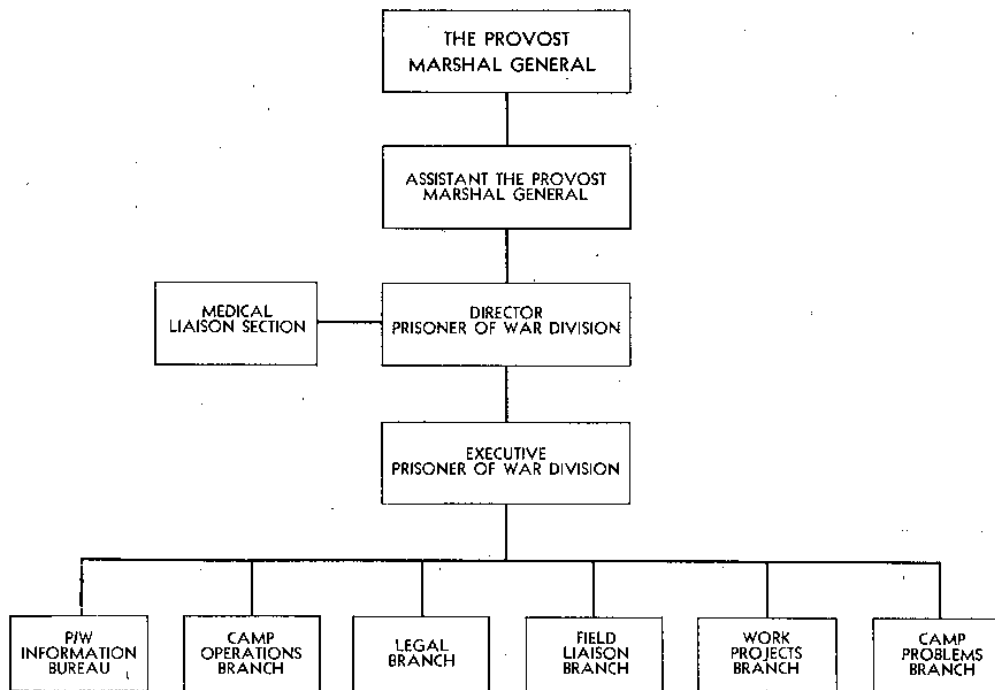 THE PROVOST
MARSHAL GENERAL
ASSISTANT THE PROVOST
MARSHAL GENERAL
MEDICAL
LIAISON SECTION
DIRECTOR
PRISONER OF WAR DIVISION
EXECUTIVE
PRISONER OF WAR DIVISION
P/W
INFORMATION
BUREAU
CAMP
OPERATIONS
BRANCH
LEGAL
BRANCH
FIELD
LIAISON
BRANCH
WORK
PROJECTS
BRANCH
CAMP
PROBLEMS
BRANCH